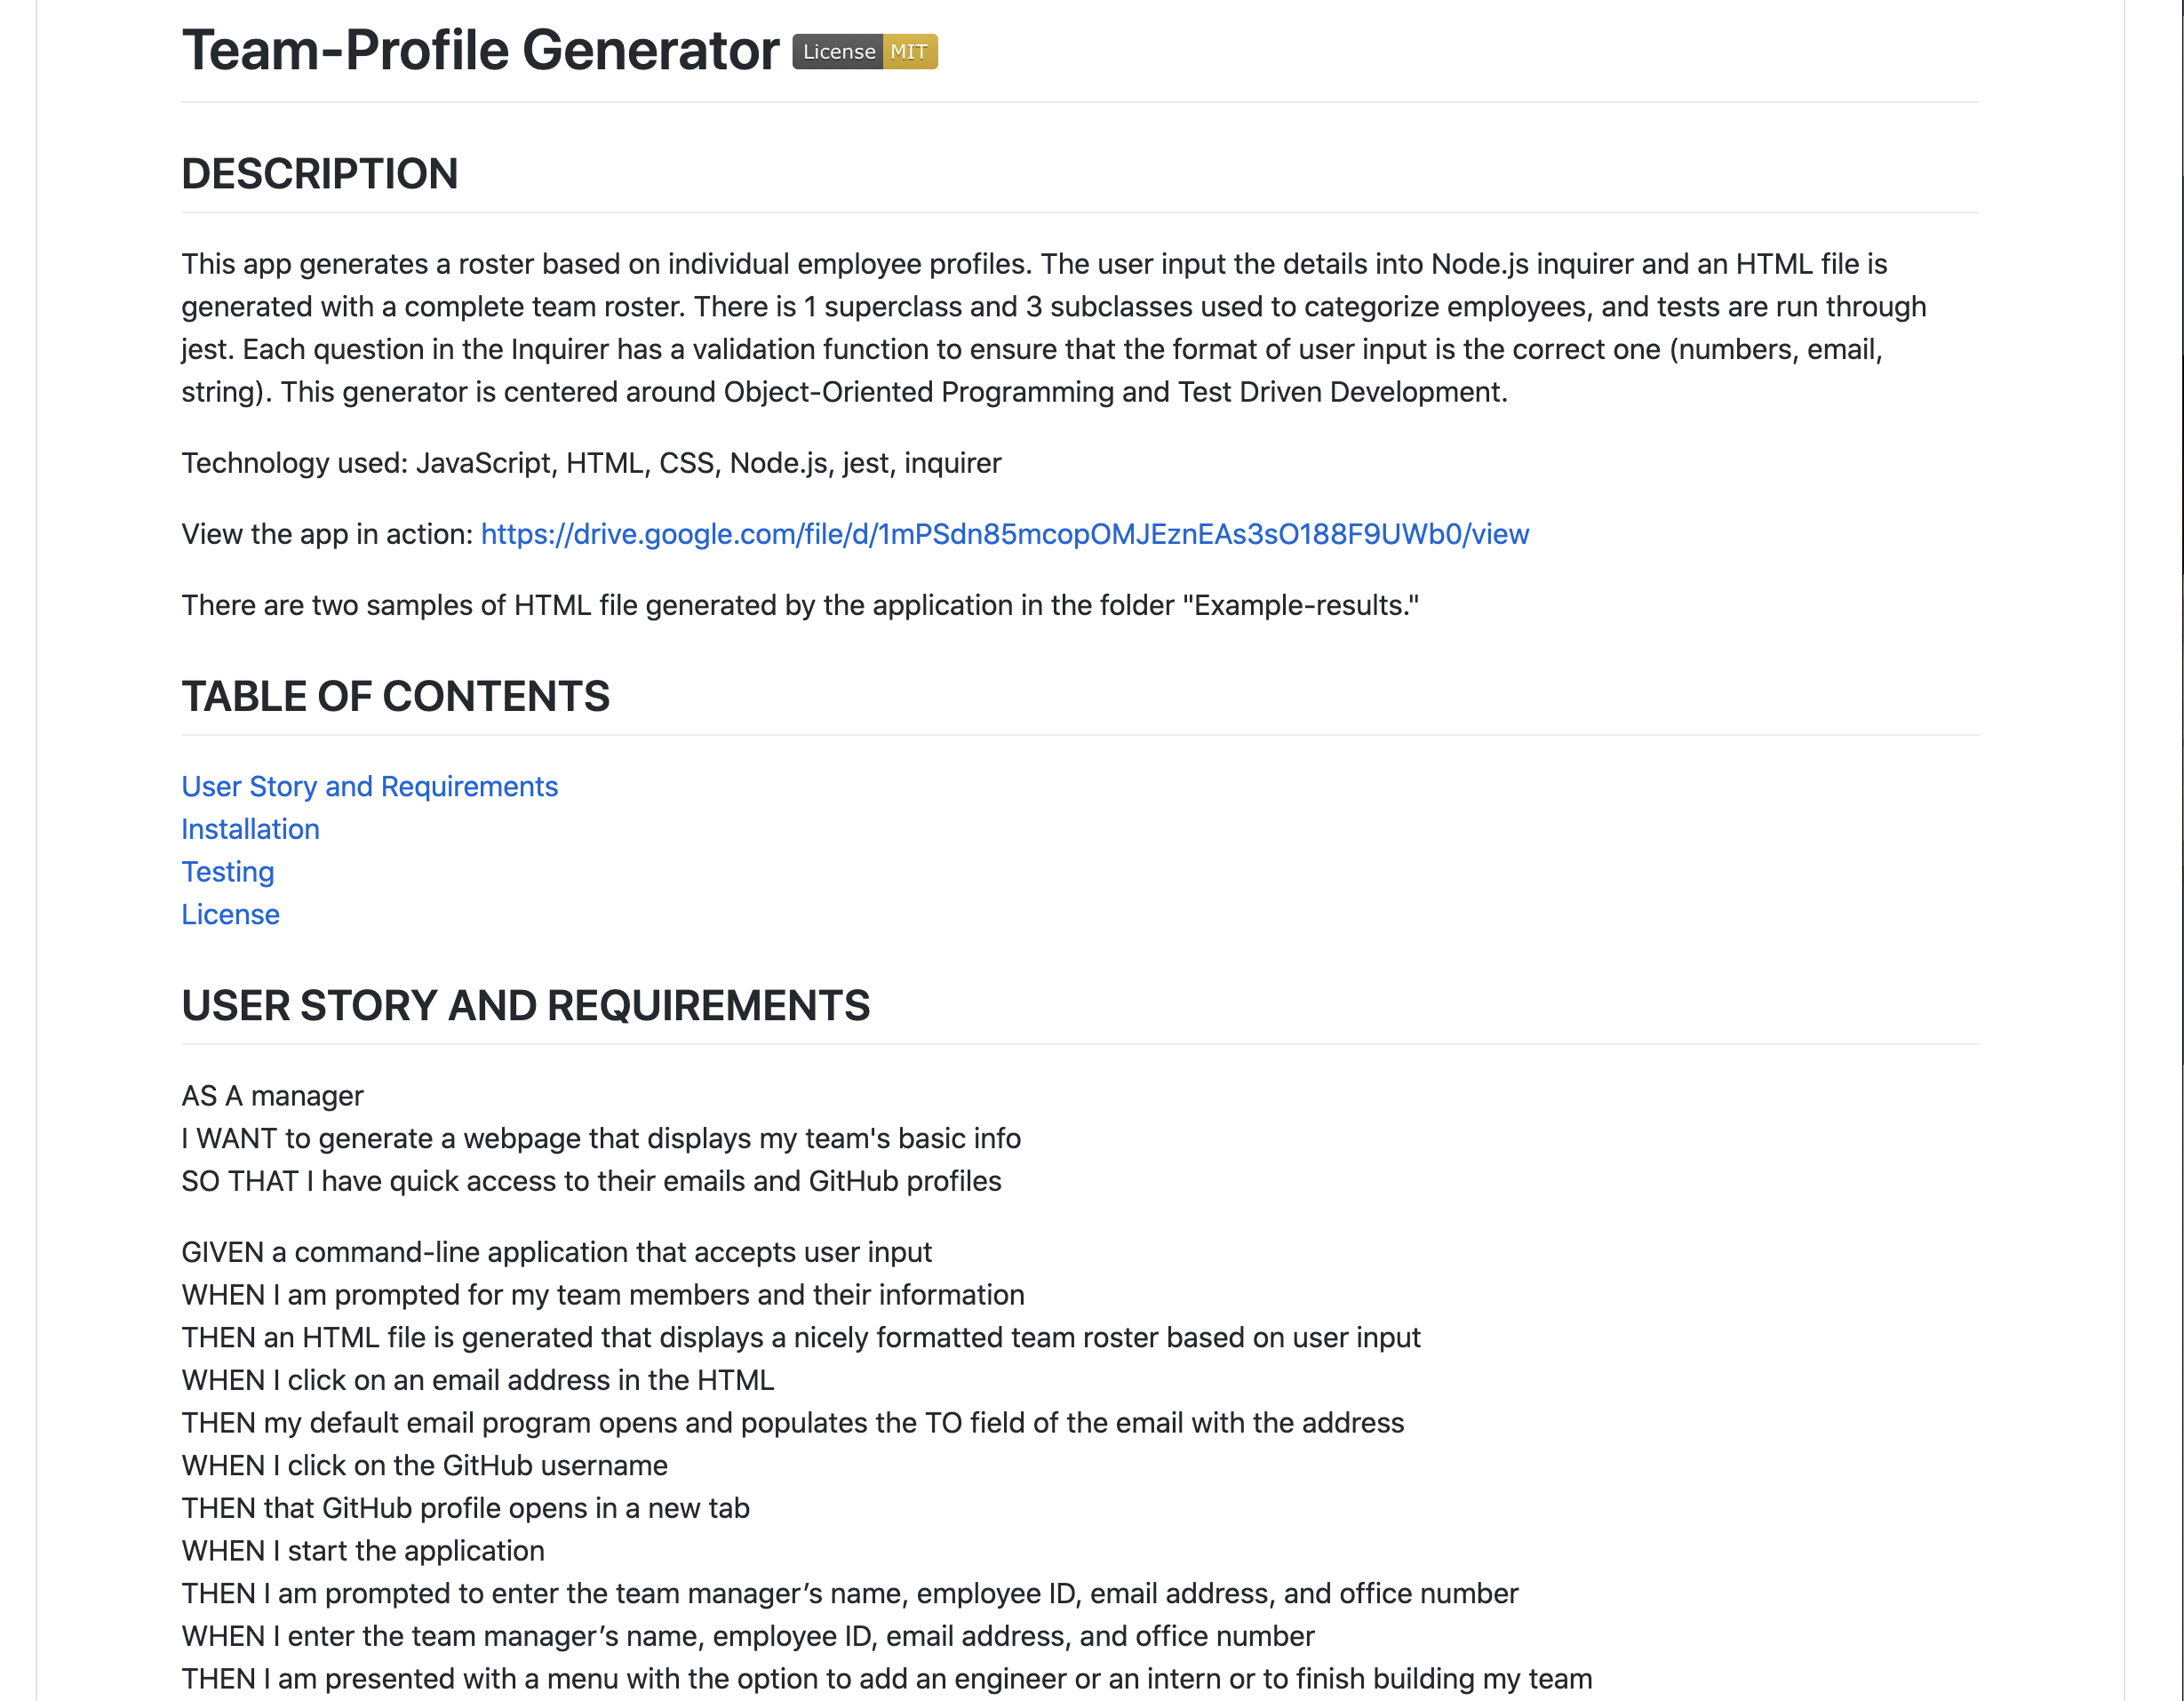 Team-Profile Generator License MIT
DESCRIPTION
This app generates a roster based on individual employee profiles. The user input the details into Node.js inquirer and an HTML file is
generated with a complete team roster. There is 1 superclass and 3 subclasses used to categorize employees, and tests are run through
jest. Each question in the Inquirer has a validation function to ensure that the format of user input is the correct one (numbers, email,
string). This generator is centered around Object-Oriented Programming and Test Driven Development.
Technology used: JavaScript, HTML, CSS, Node.js, jest, inquirer
View the app in action: https://drive.google.com/file/d/1mPSdn85mcopOMJEznEAs3sO188F9UWb0/view
There are two samples of HTML file generated by the application in the folder "Example-results."
TABLE OF CONTENTS
User Story and Requirements
Installation
Testing
License
USER STORY AND REQUIREMENTS
AS A manager
I WANT to generate a webpage that displays my team's basic info
SO THAT I have quick access to their emails and GitHub profiles
GIVEN a command-line application that accepts user input
WHEN I am prompted for my team members and their information
THEN an HTML file is generated that displays a nicely formatted team roster based on user input
WHEN I click on an email address in the HTML
THEN my default email program opens and populates the TO field of the email with the address
WHEN I click on the GitHub username
THEN that GitHub profile opens in a new tab
WHEN I start the application
THEN I am prompted to enter the team manager’s name, employee ID, email address, and office number
WHEN I enter the team manager’s name, employee ID, email address, and office number
THEN I am presented with a menu with the option to add an engineer or an intern or to finish building my team